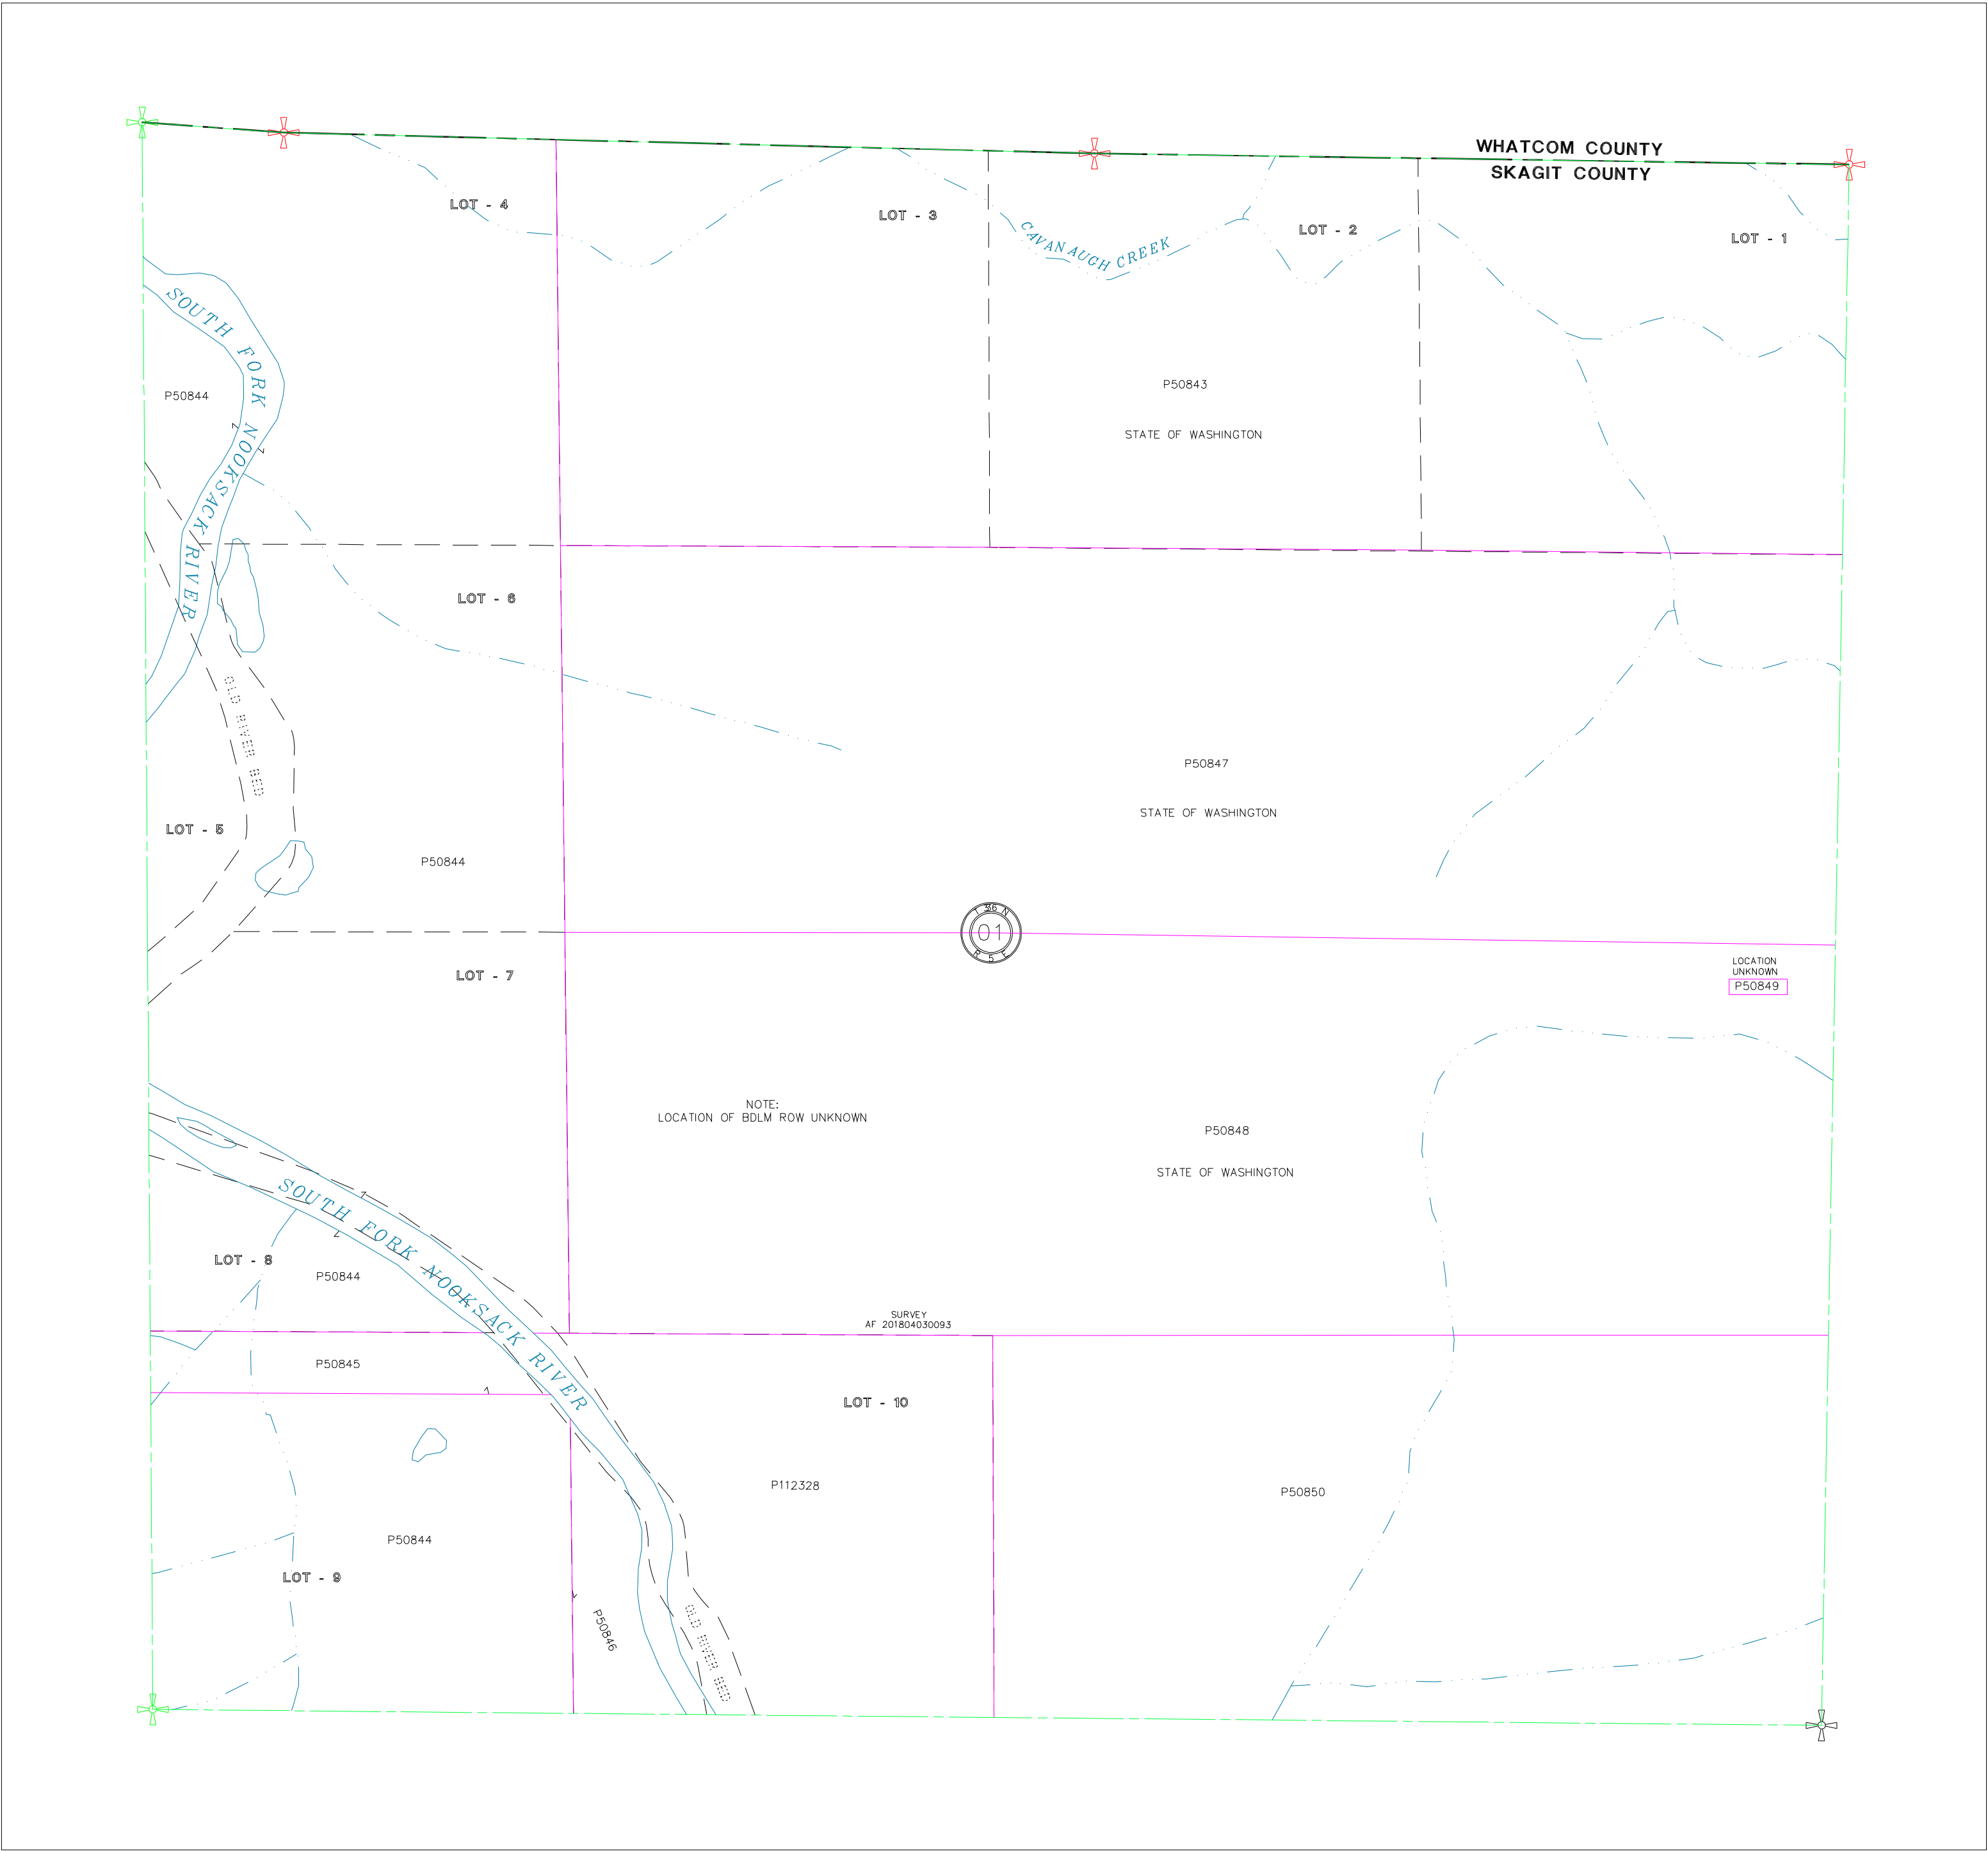 WHATCOM COUNTY
SKAGIT COUNTY
LOT - 4
LOT - 3
LOT - 2
LOT - 1
CAVANAUGH CREEK
SOUTH FORK NOOKSACK RIVER
P50844
P50843
STATE OF WASHINGTON
LOT - 6
OLD RIVER BED
P50847
STATE OF WASHINGTON
LOT - 5
P50844
T 36 N
01
R 5 E
LOCATION
UNKNOWN
P50849
LOT - 7
NOTE:
LOCATION OF BDLM ROW UNKNOWN
P50848
STATE OF WASHINGTON
SOUTH FORK NOOKSACK RIVER
LOT - 8
P50844
SURVEY
AF 201804030093
P50845
LOT - 10
P112328
P50850
P50844
LOT - 9
P50846
OLD RIVER BED